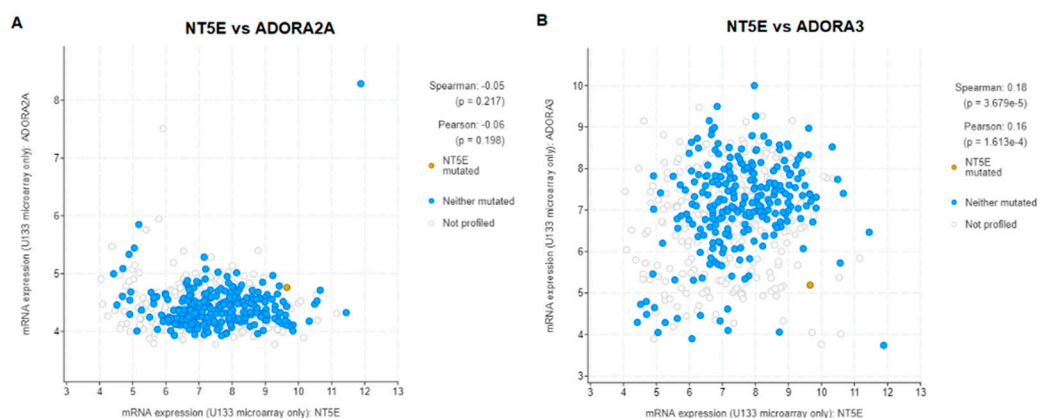 A
NT5E vs ADORA2A
mRNA expression (U133 microarray only): ADORA2A
8
7
6
5
4
3 4 5 6 7 8 9 10 11 12 13
mRNA expression (U133 microarray only): NT5E
Spearman: -0.05
(p = 0.217)
Pearson: -0.06
(p = 0.198)
NT5E
mutated
Neither mutated
Not profiled
B
NT5E vs ADORA3
mRNA expression (U133 microarray only): ADORA3
10
9
8
7
6
5
4
3
3 4 5 6 7 8 9 10 11 12 13
mRNA expression (U133 microarray only): NT5E
Spearman: 0.18
(p = 3.679e-5)
Pearson: 0.16
(p = 1.613e-4)
NT5E
mutated
Neither mutated
Not profiled